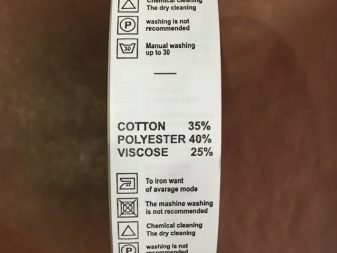 Chemical cleaning
The dry cleaning
P washing is not
recommended
30 Manual washing
up to 30
COTTON 35%
POLYESTER 40%
VISCOSE 25%
To iron want
of avarage mode
The mashine washing
is not recommended
Chemical cleaning
The dry cleaning
P washing is not
recommended